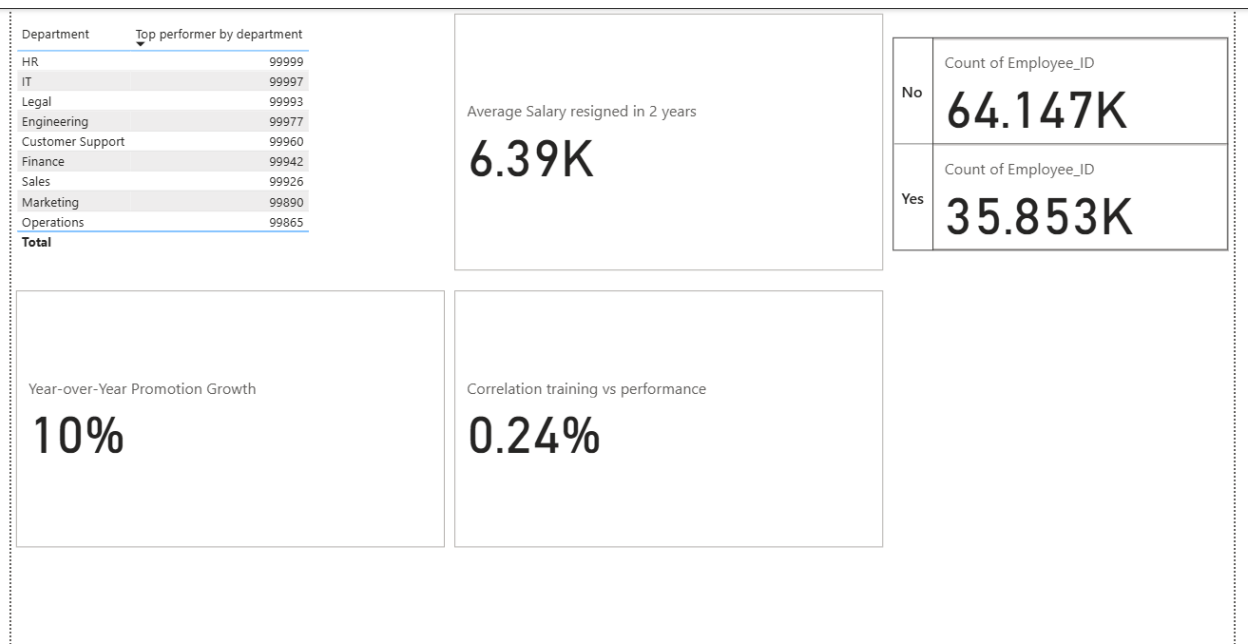 Department Top performer by department
HR 99999
IT 99997
Legal 99993
Engineering 99977
Customer Support 99960
Finance 99942
Sales 99926
Marketing 99890
Operations 99865
Total
Average Salary resigned in 2 years
6.39K
No
Count of Employee_ID
64.147K
Yes
Count of Employee_ID
35.853K
Year-over-Year Promotion Growth
10%
Correlation training vs performance
0.24%